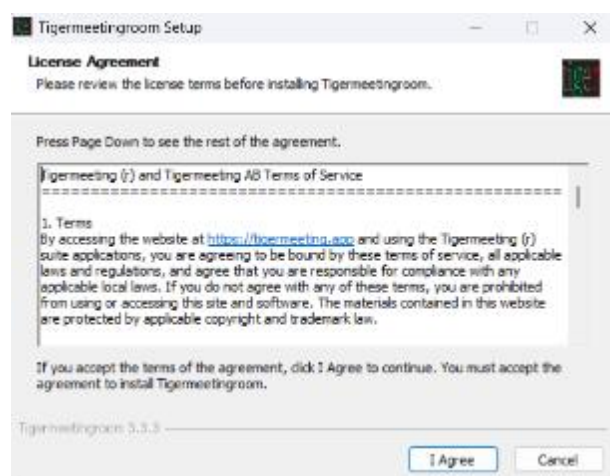 Tigermeetingroom Setup
License Agreement
Please review the license terms before installing Tigermeetingroom.
Press Page Down to see the rest of the agreement.
Tigermeeting (r) and Tigermeeting AB Terms of Service
==============================================================
1. Terms
By accessing the website at https://tigermeeting.app and using the Tigermeeting (r)
suite applications, you are agreeing to be bound by these terms of service, all applicable
laws and regulations, and agree that you are responsible for compliance with any
applicable local laws. If you do not agree with any of these terms, you are prohibited
from using or accessing this site and software. The materials contained in this website
are protected by applicable copyright and trademark law.
If you accept the terms of the agreement, click I Agree to continue. You must accept the
agreement to install Tigermeetingroom.
Tigermeetingroom 3.3.3
I Agree
Cancel